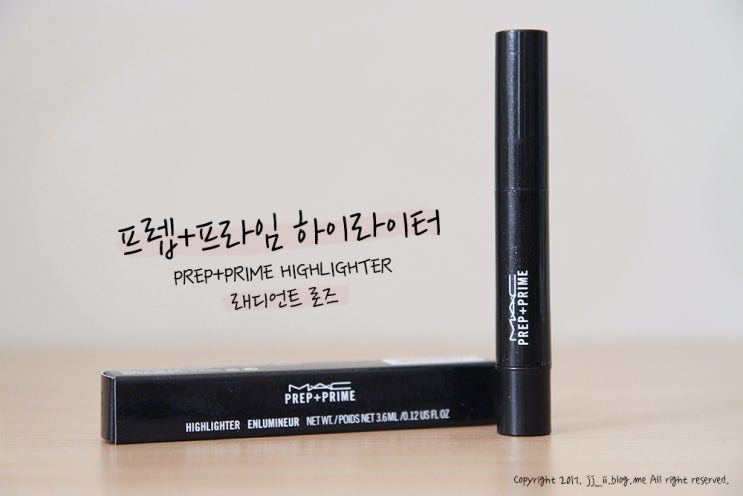 프렙+프라임 하이라이터
PREP+PRIME HIGHLIGHTER
래디언트 로즈
MAC
PREP+PRIME
MAC
PREP+PRIME
HIGHLIGHTER ENLUMINEUR NET WT./POIDS NET 3.6 ML /0.12 US FL OZ
Copyright 2017. jj_ii.blog.me All right reserved.